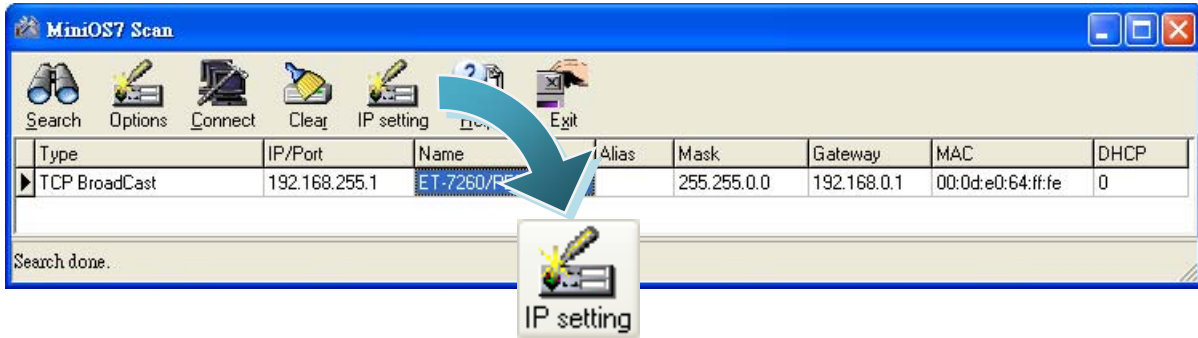 MiniOS7 Scan
Search Options Connect Clear IP setting Exit
Type IP/Port Name Alias Mask Gateway MAC DHCP
TCP BroadCast 192.168.255.1 255.255.0.0 192.168.0.1 00:0d:e0:64:ff:fe 0
Search done.
IP setting